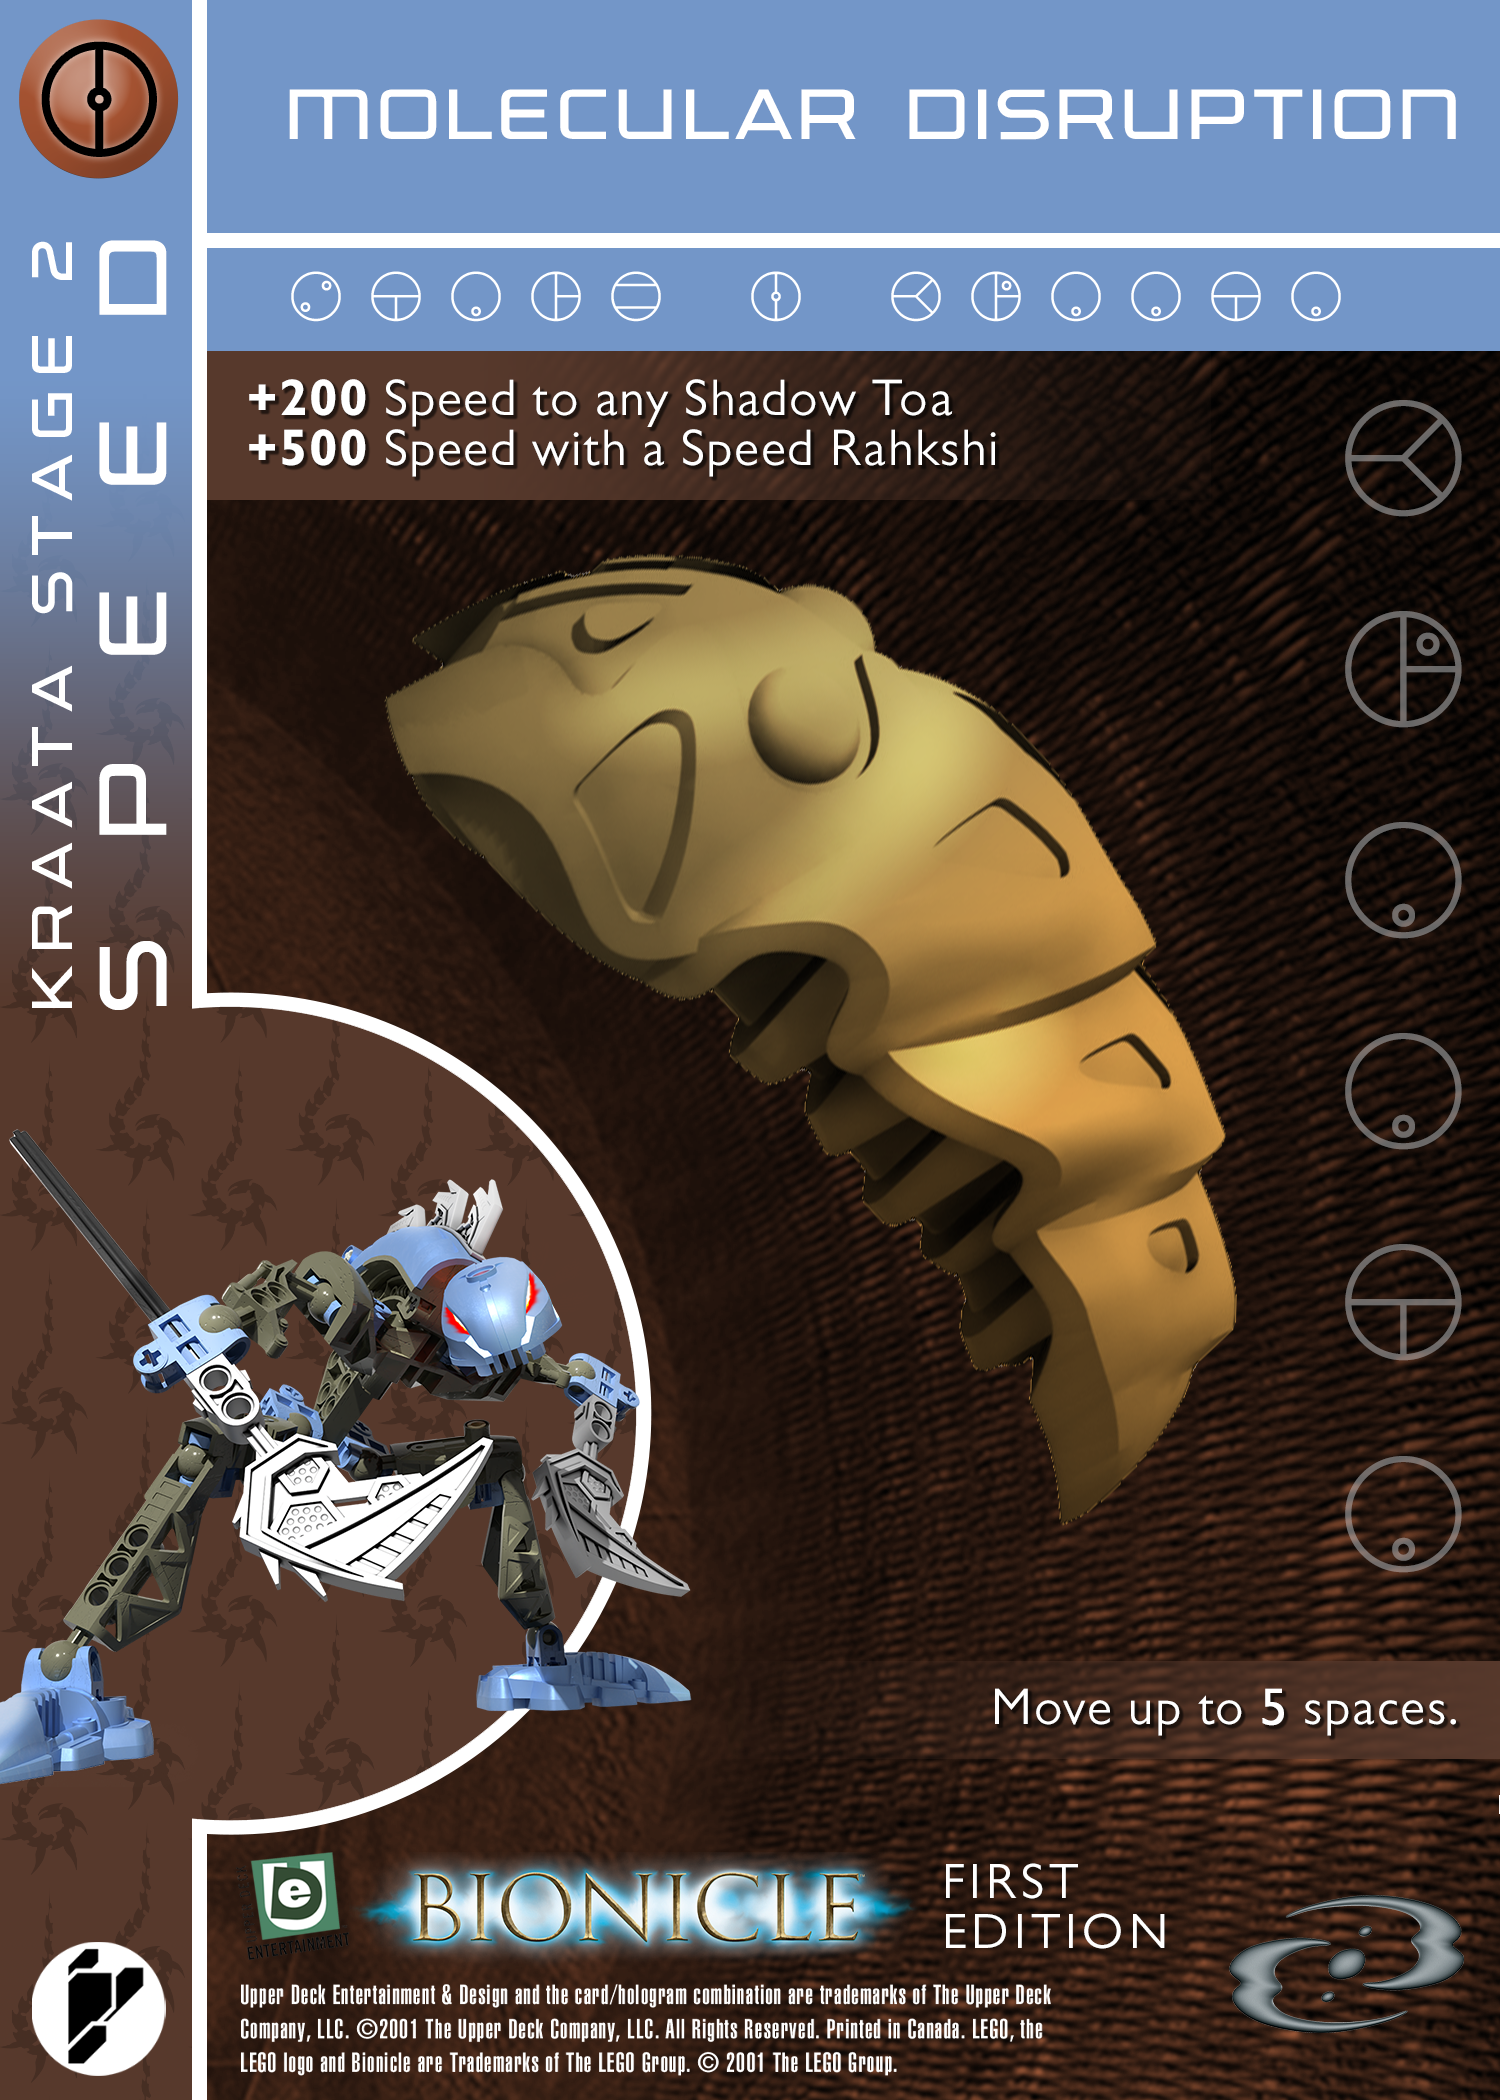 MOLECULAR DISRUPTION
KRAATA STAGE 2
SPEED
+200 Speed to any Shadow Toa
+500 Speed with a Speed Rahkshi
Move up to 5 spaces.
de
ENTERTAINMENT
BIONICLE
FIRST
EDITION
Upper Deck Entertainment & Design and the card/hologram combination are trademarks of The Upper Deck
Company, LLC. ©2001 The Upper Deck Company, LLC. All Rights Reserved. Printed in Canada. LEGO, the
LEGO logo and Bionicle are Trademarks of The LEGO Group. © 2001 The LEGO Group.